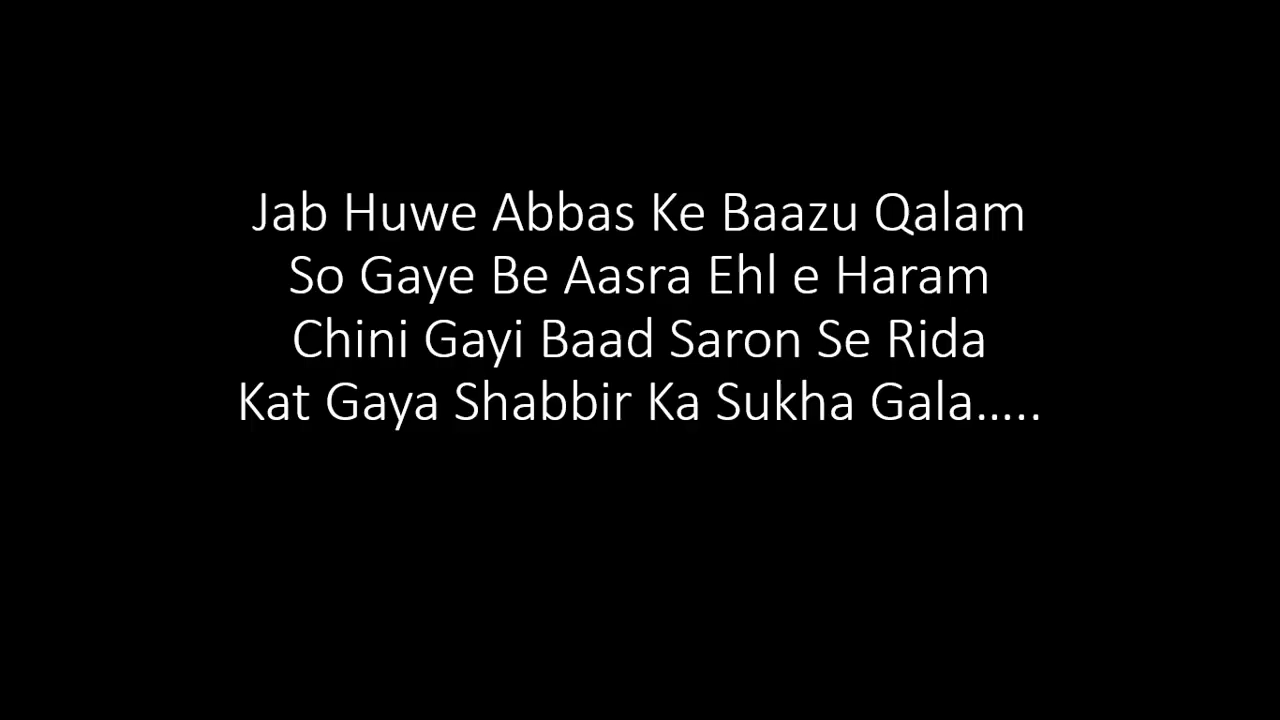 Jab Huwe Abbas Ke Baazu Qalam
So Gaye Be Aasra Ehl e Haram
Chini Gayi Baad Saron Se Rida
Kat Gaya Shabbir Ka Sukha Gala.....